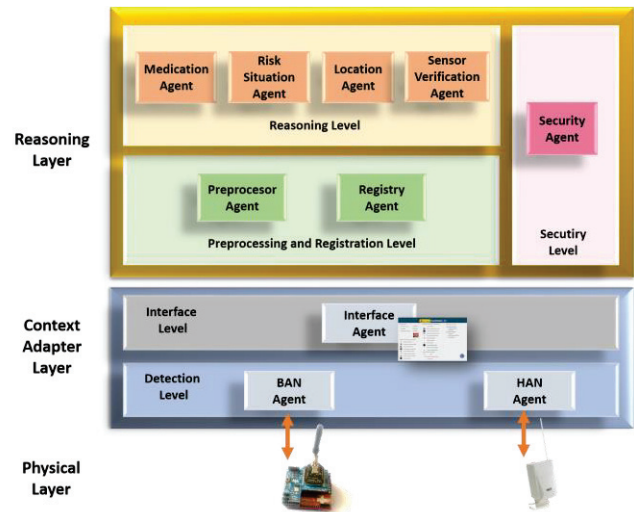 Reasoning
Layer
Medication
Agent
Risk
Situation
Agent
Location
Agent
Sensor
Verification
Agent
Reasoning Level
Security
Agent
Preprocesor
Agent
Registry
Agent
Preprocessing and Registration Level
Secutiry
Level
Context
Adapter
Layer
Interface
Level
Interface
Agent
Detection
Level
BAN
Agent
HAN
Agent
Physical
Layer